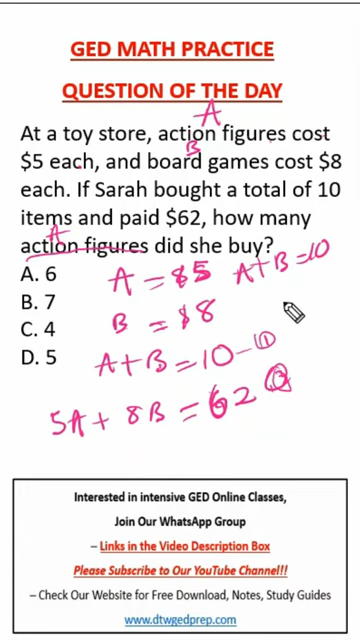 GED MATH PRACTICE
QUESTION OF THE DAY
A
At a toy store, action figures cost
B
$5 each, and board games cost $8
each. If Sarah bought a total of 10
items and paid $62, how many
A
action figures did she buy?
A. 6
A = $5 A+B=10
B. 7
B = $8
C. 4
D. 5
A+B=10-①
5A + 8B = 62 ②
Interested in intensive GED Online Classes,
Join Our WhatsApp Group
– Links in the Video Description Box
Please Subscribe to Our YouTube Channel!!
– Check Our Website for Free Download, Notes, Study Guides
www.dtwgedprep.com